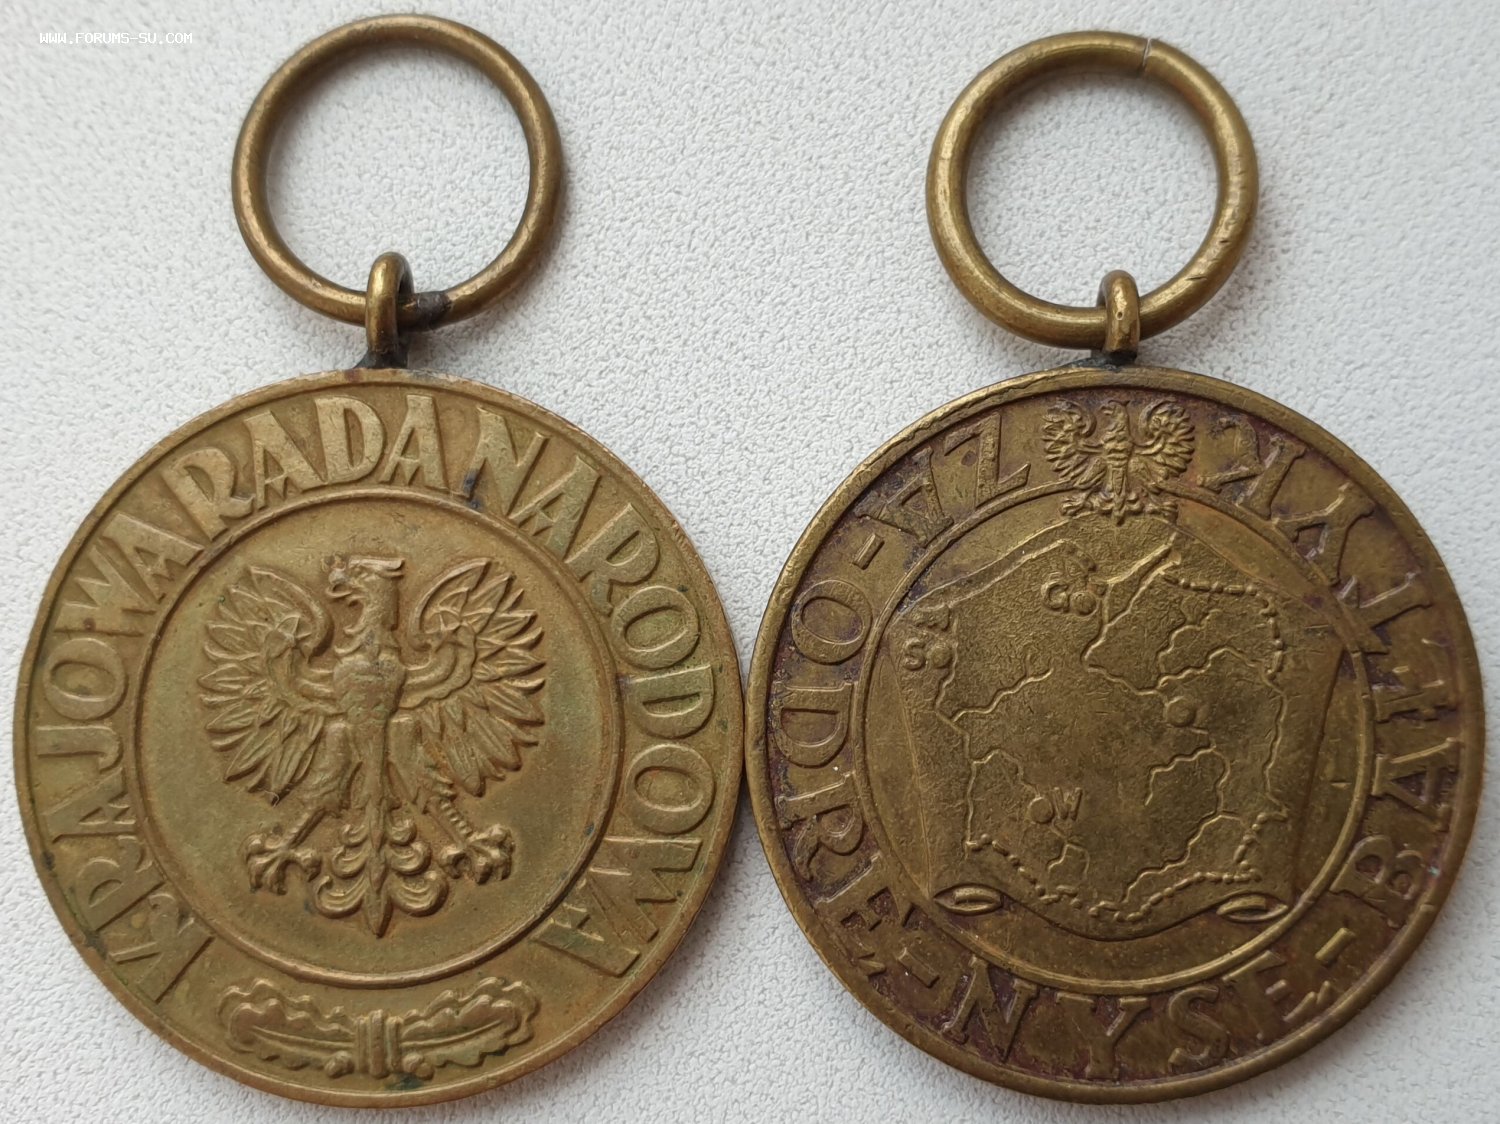 WWW.FORUMS-SU.COM
KRAJOWA RADA NARODOWA
ZA-ODRĘ-NYSĘ-BAŁTYK
G
S
W